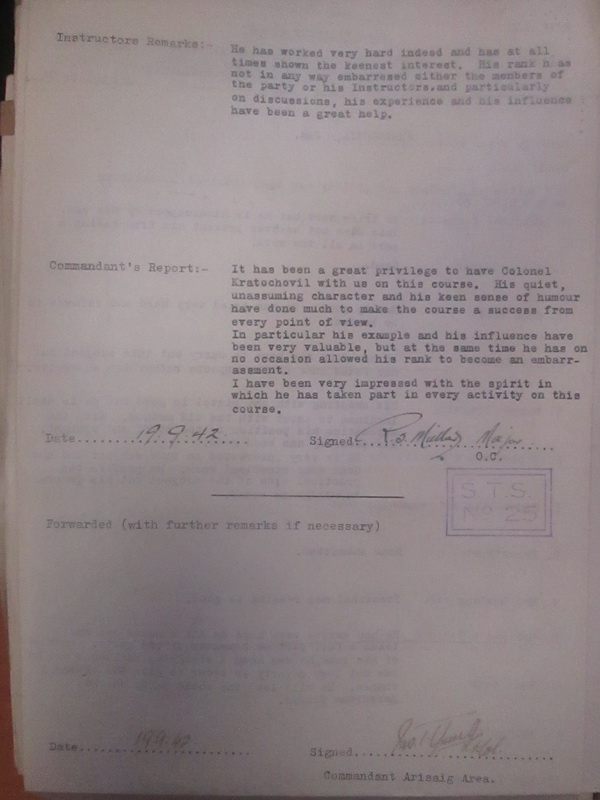 Instructors Remarks:-
He has worked very hard indeed and has at all
times shown the keenest interest. His rank h as
not in any way embarresed either the members of
the party or his Instructors.and particularly
on discussions, his experience and his influence
have been a great help.
Commandant's Report:-
It has been a great privilege to have Colonel
Kratochovil with us on this course. His quiet,
unassuming character and his keen sense of humour
have done much to make the course a success from
every point of view.
In particular his example and his influence have
been very valuable, but at the same time he has on
no occasion allowed his rank to become an embarr-
assment.
I have been very impressed with the spirit in
which he has taken part in every activity on this
course.
Date 19.9.42 Signed Major
O.C.
S.T.S.
No 25
Forwarded (with further remarks if necessary)
Date 19.9.42 Signed
Commandant Arisaig Area.